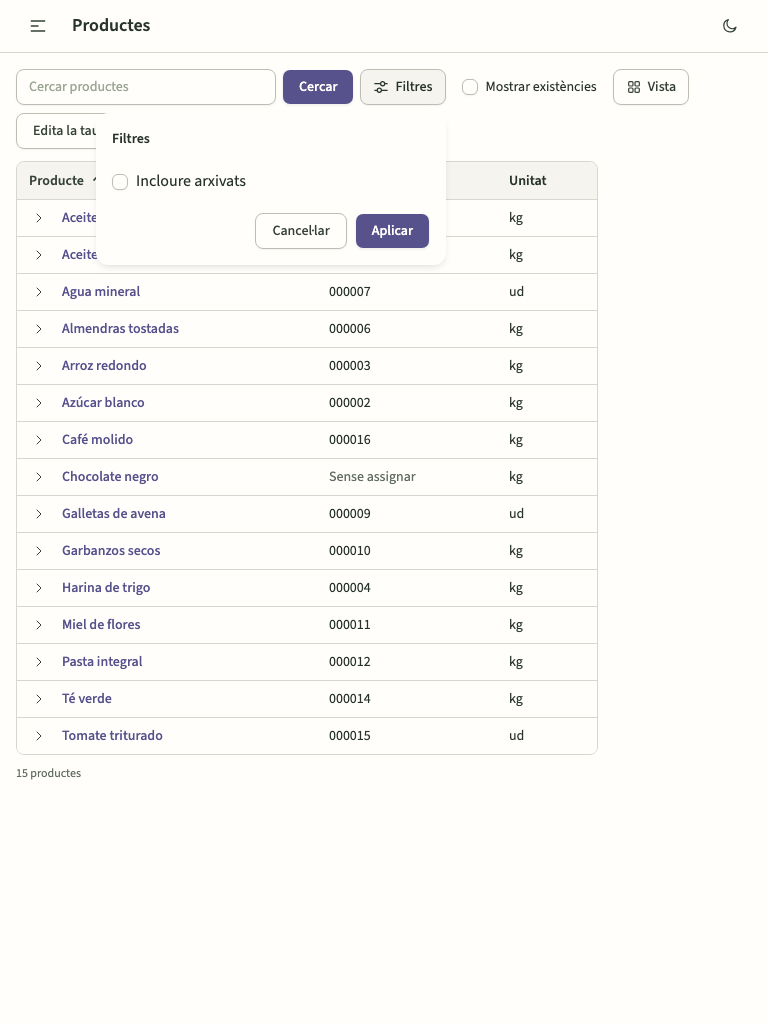 Productes
Cercar productes
Cercar
Filtres
Mostrar existències
Vista
Edita la
Filtres
Incloure arxivats
Cancel·lar
Aplicar
Producte
Unitat
Aceite
kg
Aceite
kg
Agua mineral 000007 ud
Almendras tostadas 000006 kg
Arroz redondo 000003 kg
Azúcar blanco 000002 kg
Café molido 000016 kg
Chocolate negro Sense assignar kg
Galletas de avena 000009 ud
Garbanzos secos 000010 kg
Harina de trigo 000004 kg
Miel de flores 000011 kg
Pasta integral 000012 kg
Té verde 000014 kg
Tomate triturado 000015 ud
15 productes